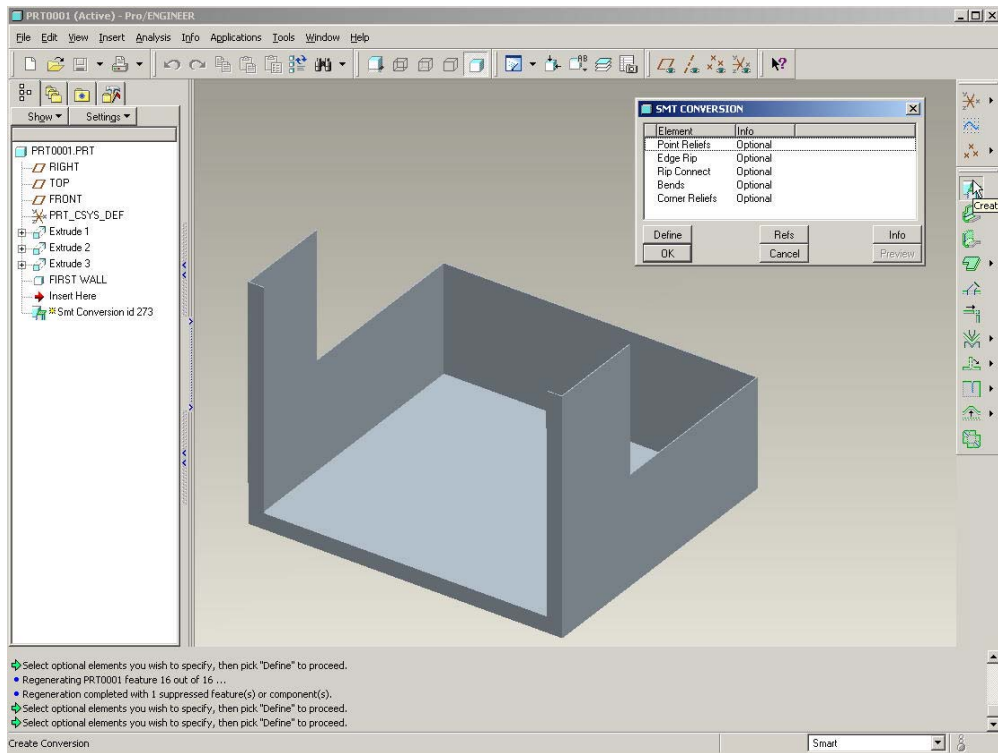 PRT0001 (Active) - Pro/ENGINEER
File Edit View Insert Analysis Info Applications Tools Window Help
Show Settings
PRT0001.PRT
RIGHT
TOP
FRONT
PRT_CSYS_DEF
Extrude 1
Extrude 2
Extrude 3
FIRST WALL
Insert Here
Smt Conversion id 273
SMT CONVERSION
Element Info
Point Reliefs Optional
Edge Rip Optional
Rip Connect Optional
Bends Optional
Corner Reliefs Optional
Define Refs Info
OK Cancel Preview
Creat
Select optional elements you wish to specify, then pick "Define" to proceed.
Regenerating PRT0001 feature 16 out of 16 ...
Regeneration completed with 1 suppressed feature(s) or component(s).
Select optional elements you wish to specify, then pick "Define" to proceed.
Select optional elements you wish to specify, then pick "Define" to proceed.
Create Conversion Smart